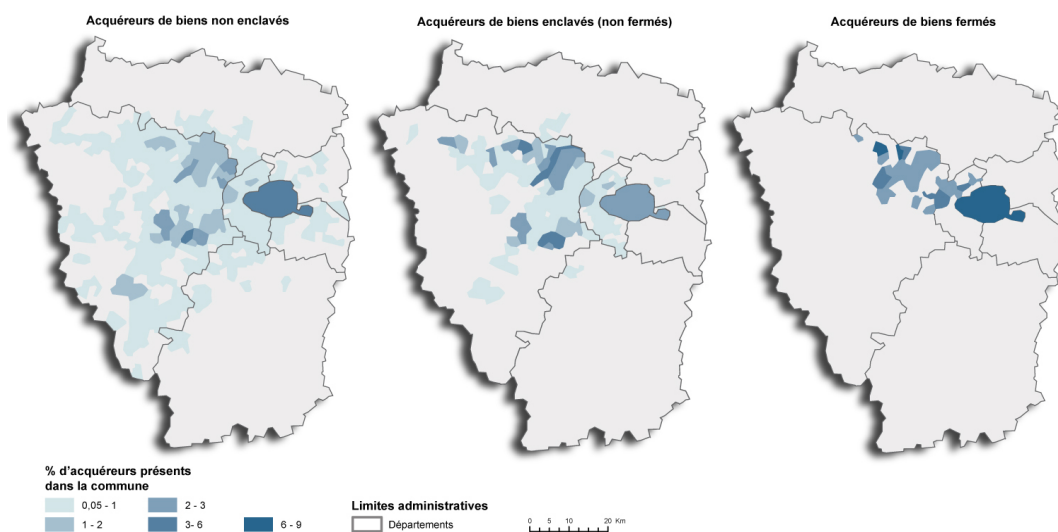 Acquéreurs de biens non enclavés
Acquéreurs de biens enclavés (non fermés)
Acquéreurs de biens fermés
% d'acquéreurs présents
dans la commune
0,05 - 1
2 - 3
1 - 2
3- 6
6 - 9
Limites administratives
Départements
0 5 10 20 Km